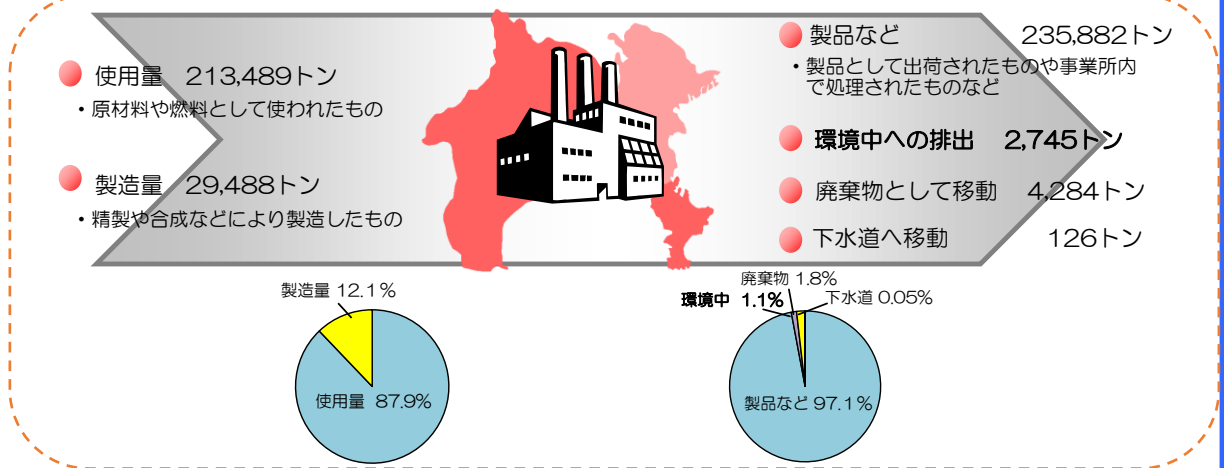 使用量 213,489トン
・原材料や燃料として使われたもの
製造量 29,488トン
・精製や合成などにより製造したもの
製品など 235,882トン
・製品として出荷されたものや事業所内
で処理されたものなど
環境中への排出 2,745トン
廃棄物として移動 4,284トン
下水道へ移動 126トン
製造量 12.1%
使用量 87.9%
廃棄物 1.8%
環境中 1.1%
下水道 0.05%
製品など 97.1%